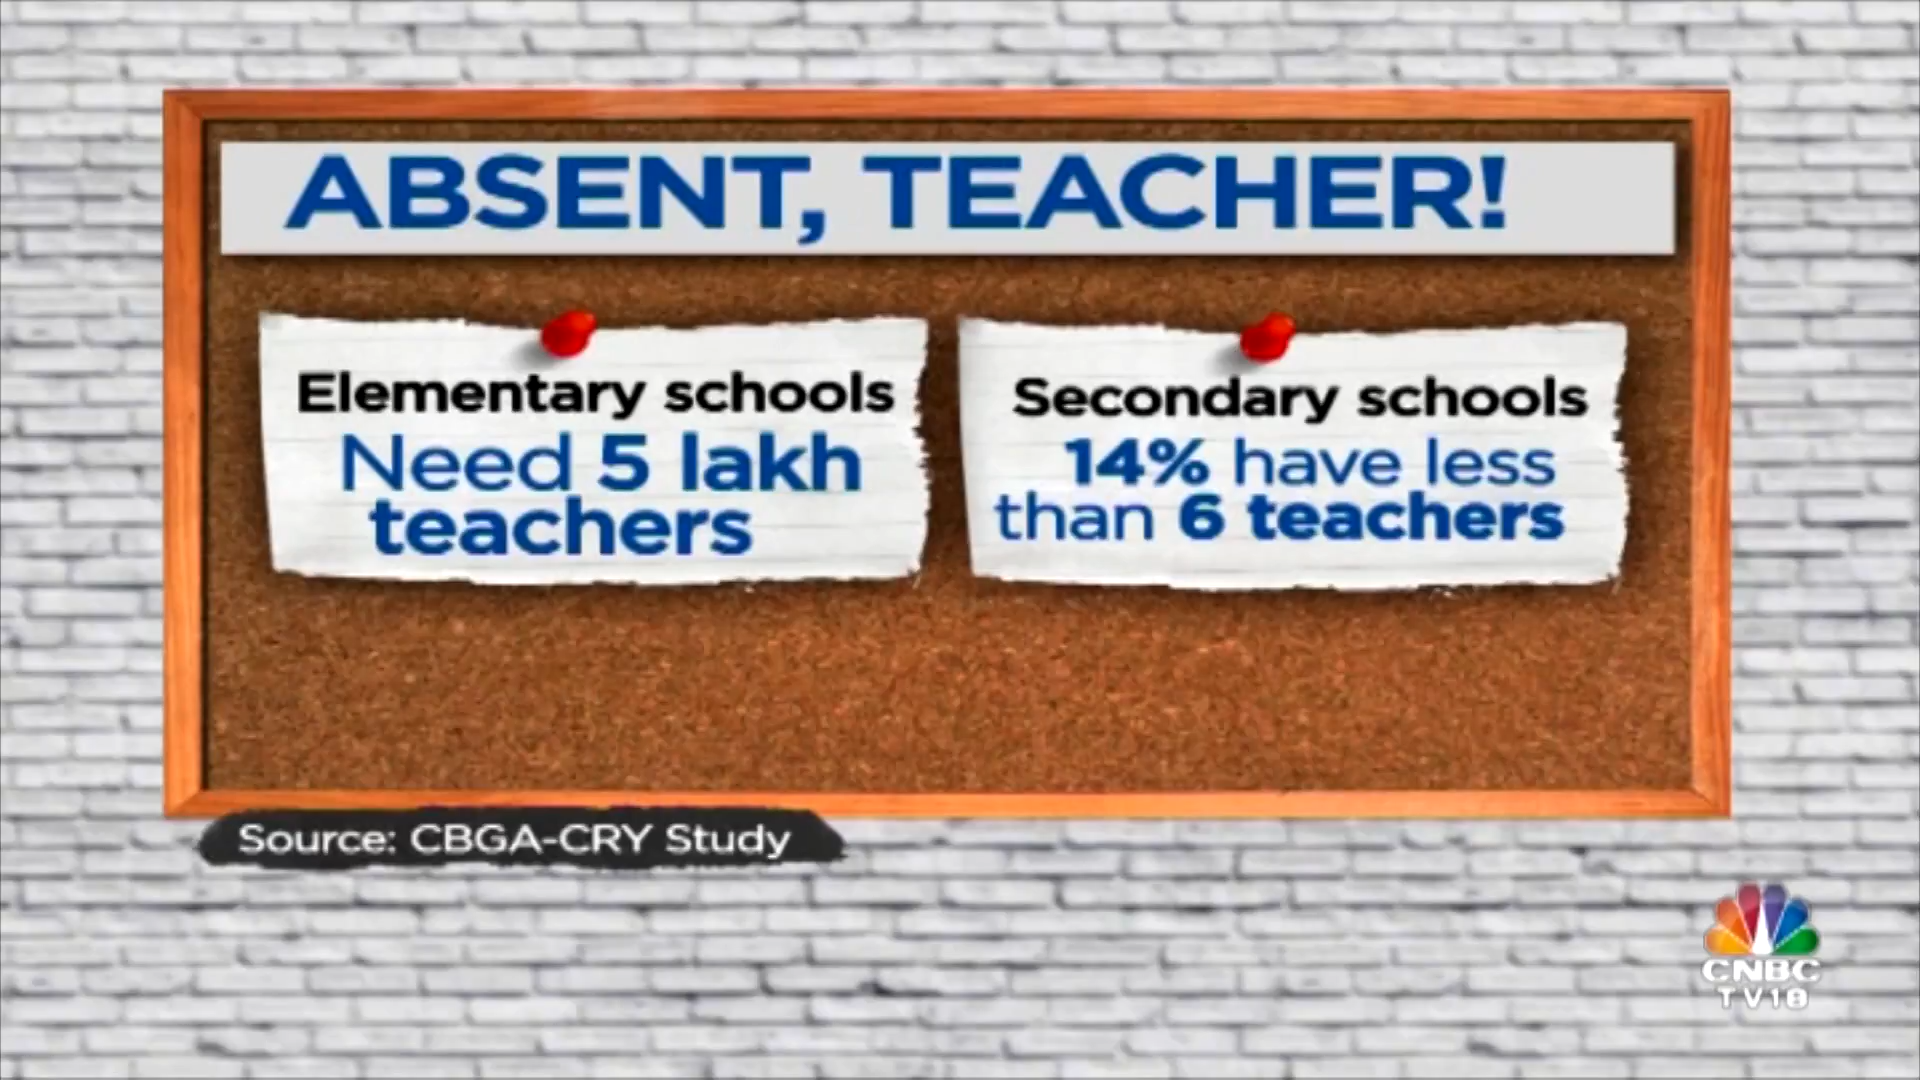 ABSENT, TEACHER!
Elementary schools
Need 5 lakh
teachers
Secondary schools
14% have less
than 6 teachers
Source: CBGA-CRY Study
CNBC
TV18